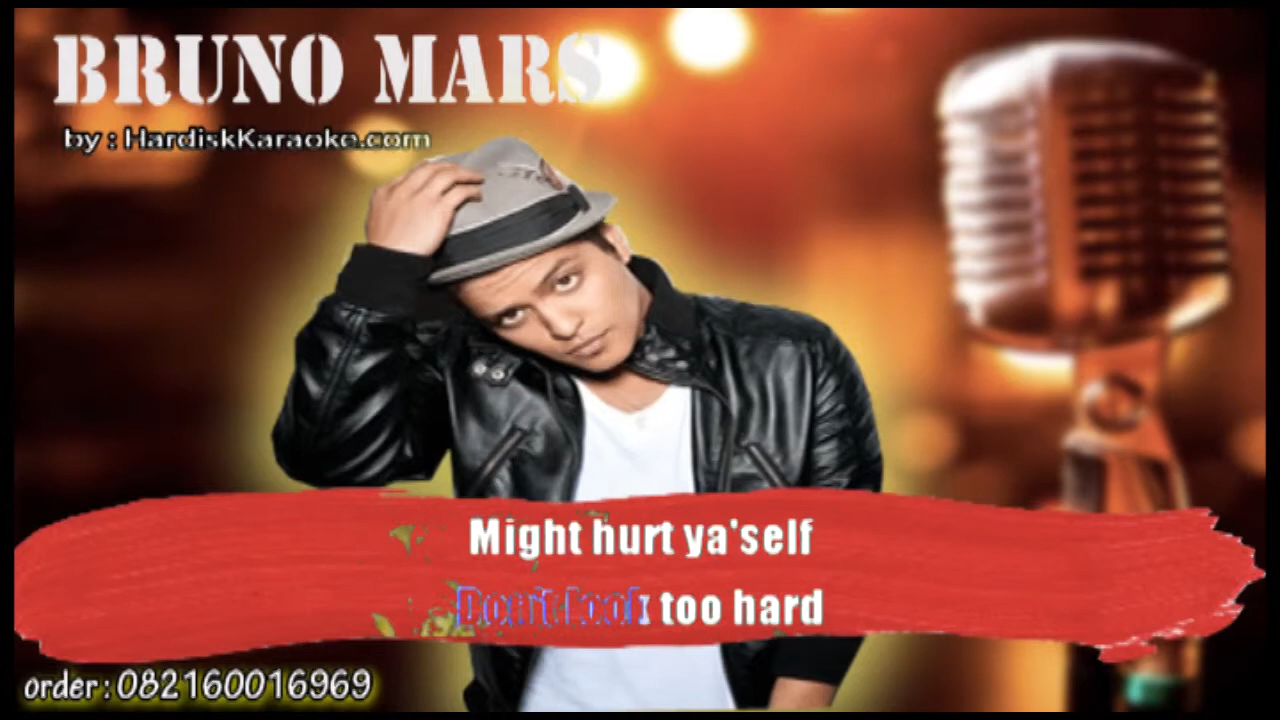 BRUNO MARS
by : HardiskKaraoke.com
Might hurt ya'self
Don't look too hard
order : 082160016969